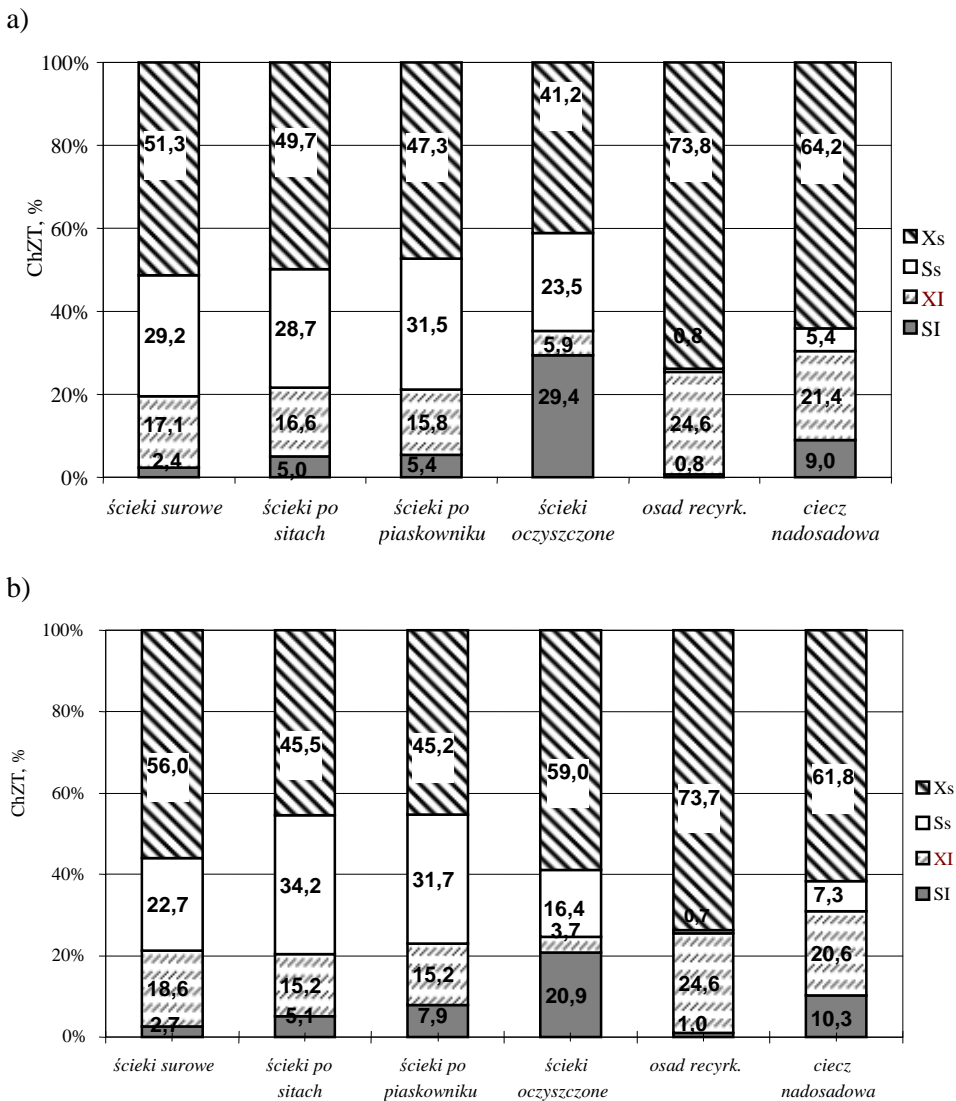 a)
100%
80%
60%
40%
20%
0%
ChZT, %
51,3 49,7 47,3 41,2 73,8 64,2
29,2 28,7 31,5 23,5 0,8 5,4
17,1 16,6 15,8 5,9 24,6 21,4
2,4 5,0 5,4 29,4 0,8 9,0
Xs
Ss
XI
SI
ścieki surowe ścieki po ścieki po ścieki osad recyrk. ciecz
sitach piaskowniku oczyszczone nadosadowa
b)
100%
80%
60%
40%
20%
0%
ChZT, %
56,0 45,5 45,2 59,0 73,7 61,8
22,7 34,2 31,7 16,4 0,7 7,3
18,6 15,2 15,2 3,7 24,6 20,6
2,7 5,1 7,9 20,9 1,0 10,3
Xs
Ss
XI
SI
ścieki surowe ścieki po ścieki po ścieki osad recyrk. ciecz
sitach piaskowniku oczyszczone nadosadowa